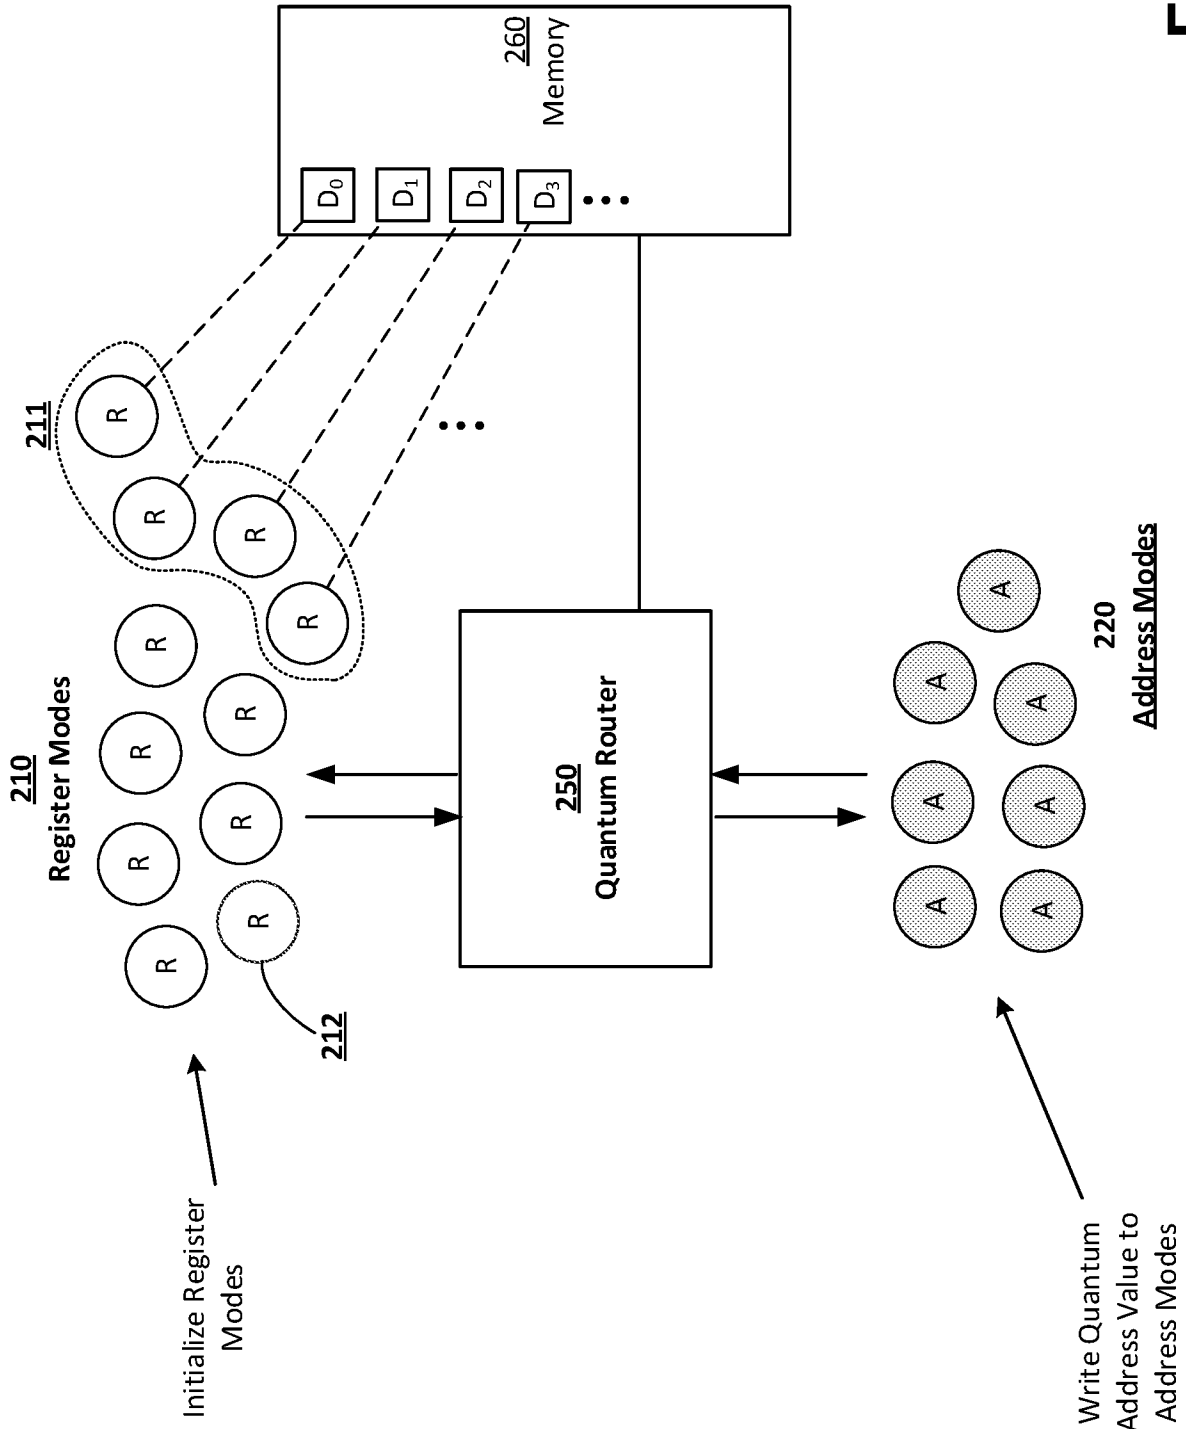 210
Register Modes
211
R
R
R
R
R
R
R
R
R
R
R
Initialize Register
Modes
212
D0
D1
D2
D3
...
260
Memory
...
250
Quantum Router
A
A
A
A
A
A
A
220
Address Modes
Write Quantum
Address Value to
Address Modes